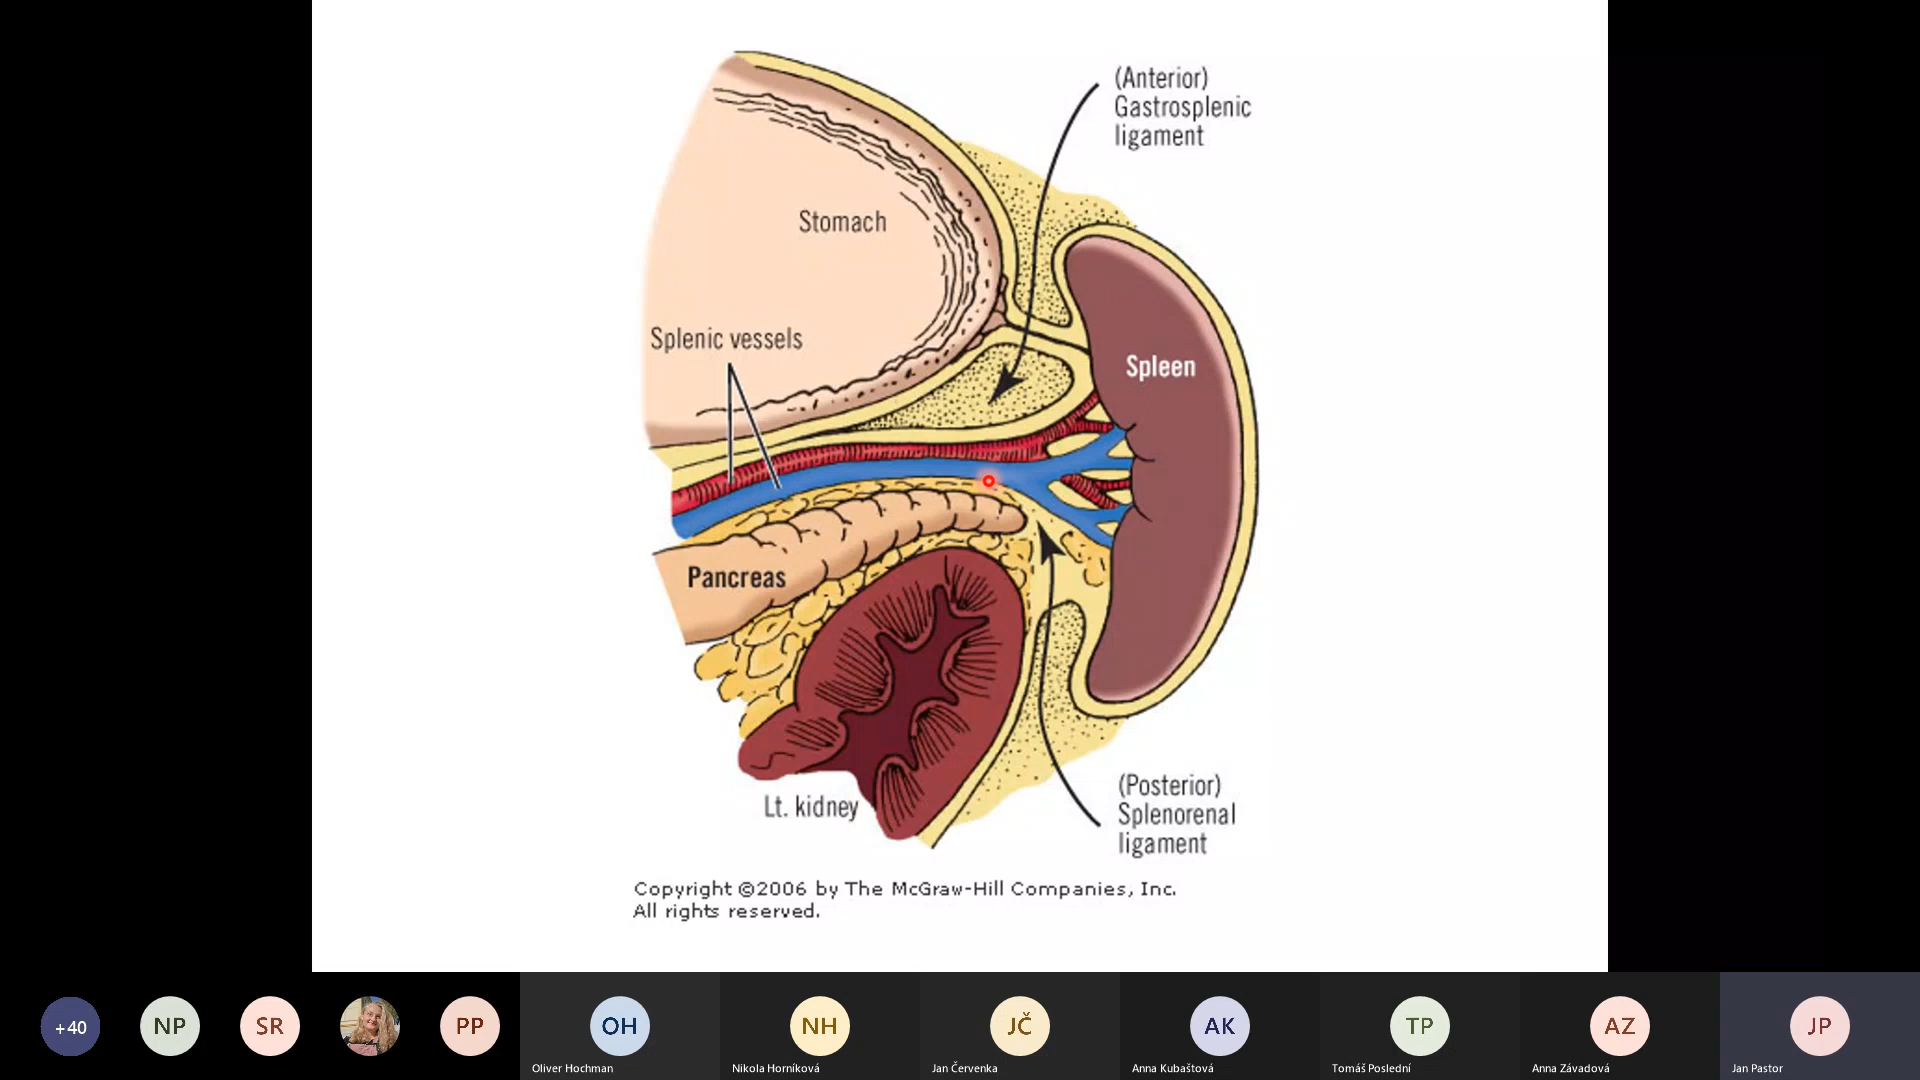 (Anterior)
Gastrosplenic
ligament
Stomach
Splenic vessels
Spleen
Pancreas
Lt. kidney
(Posterior)
Splenorenal
ligament
Copyright ©2006 by The McGraw-Hill Companies, Inc.
All rights reserved.
+40
NP
SR
PP
OH
NH
JČ
AK
TP
AZ
JP
Oliver Hochman
Nikola Horníková
Jan Červenka
Anna Kubaštová
Tomáš Poslední
Anna Závadová
Jan Pastor